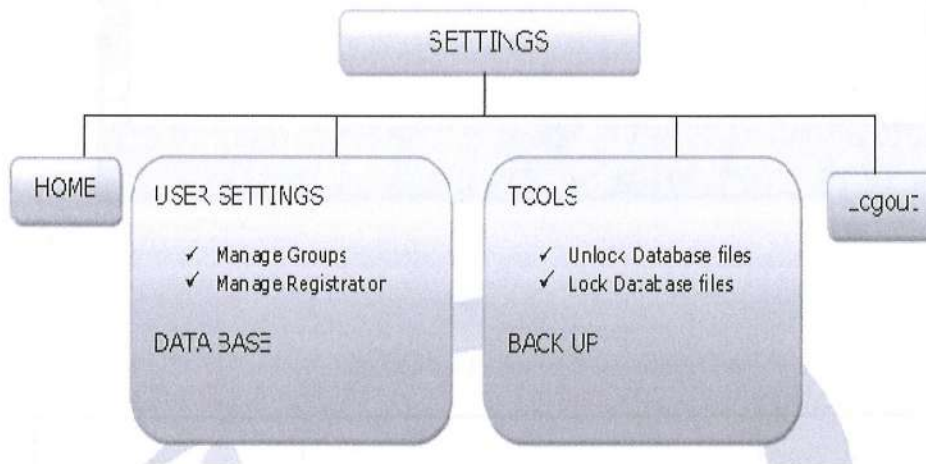 SETTINGS
HOME
USER SETTINGS
✓ Manage Groups
✓ Manage Registrator
DATA BASE
TOOLS
✓ Unlock Database files
✓ Lock Database files
BACK UP
Logout